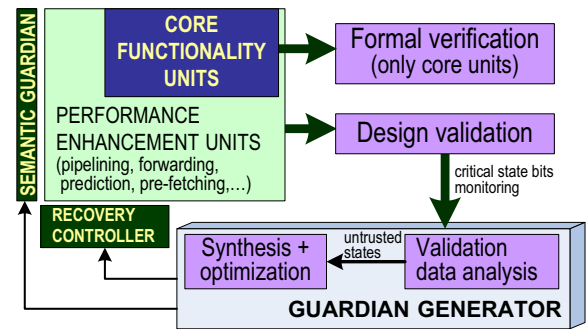 SEMANTIC GUARDIAN
CORE
FUNCTIONALITY
UNITS
Formal verification
(only core units)
PERFORMANCE
ENHANCEMENT UNITS
(pipelining, forwarding,
prediction, pre-fetching,...)
Design validation
critical state bits
monitoring
RECOVERY
CONTROLLER
Synthesis +
optimization
untrusted
states
Validation
data analysis
GUARDIAN GENERATOR